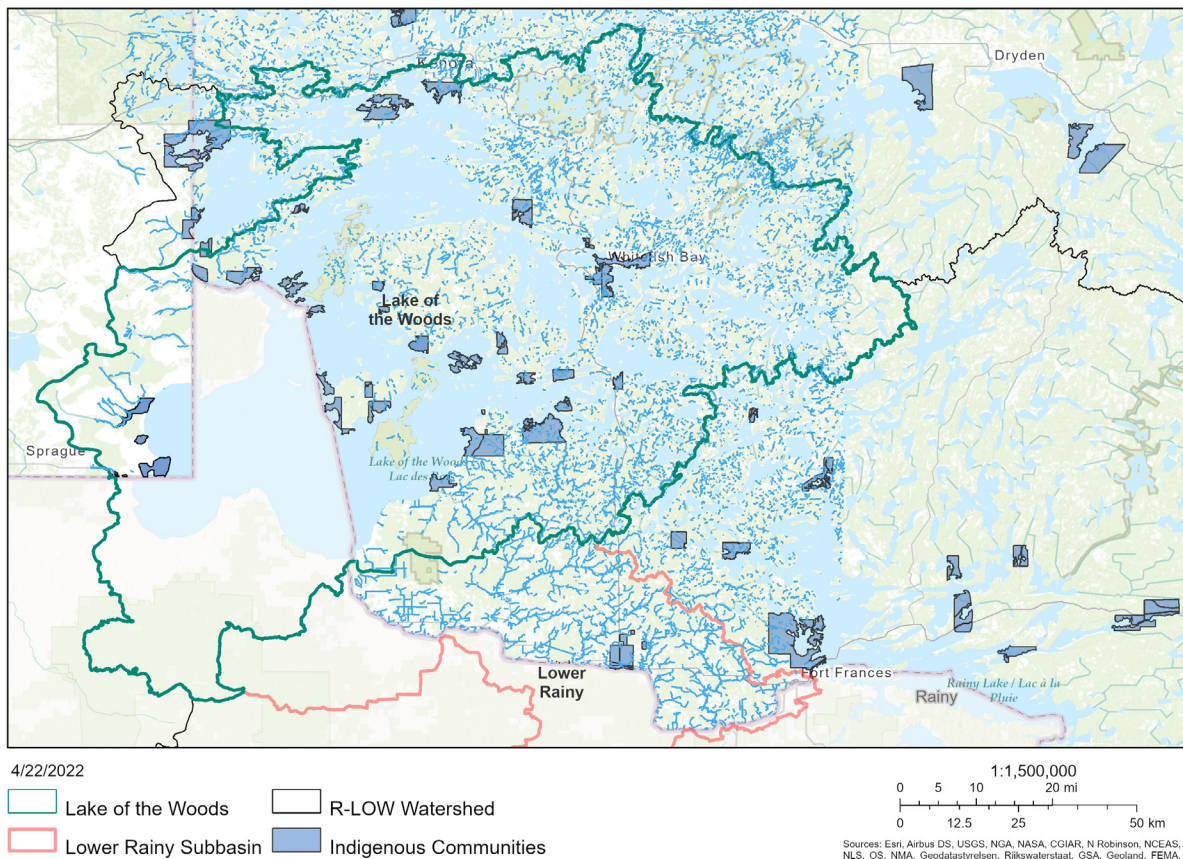 Dryden
Kenora
Whitefish Bay
Lake of
the Woods
Sprague
Lake of the Woods
Lac des
Lower
Rainy
Fort Frances
Rainy Lake / Lac à la
Pluie
Rainy
4/22/2022
Lake of the Woods
R-LOW Watershed
Lower Rainy Subbasin
Indigenous Communities
1:1,500,000
0 5 10 20 mi
0 12.5 25 50 km
Sources: Esri, Airbus DS, USGS, NGA, NASA, CGIAR, N Robinson, NCEAS,
NLS, OS, NMA, Geodatastyrelsen, Rijkswaterstaat, GSA, Geoland, FEMA,